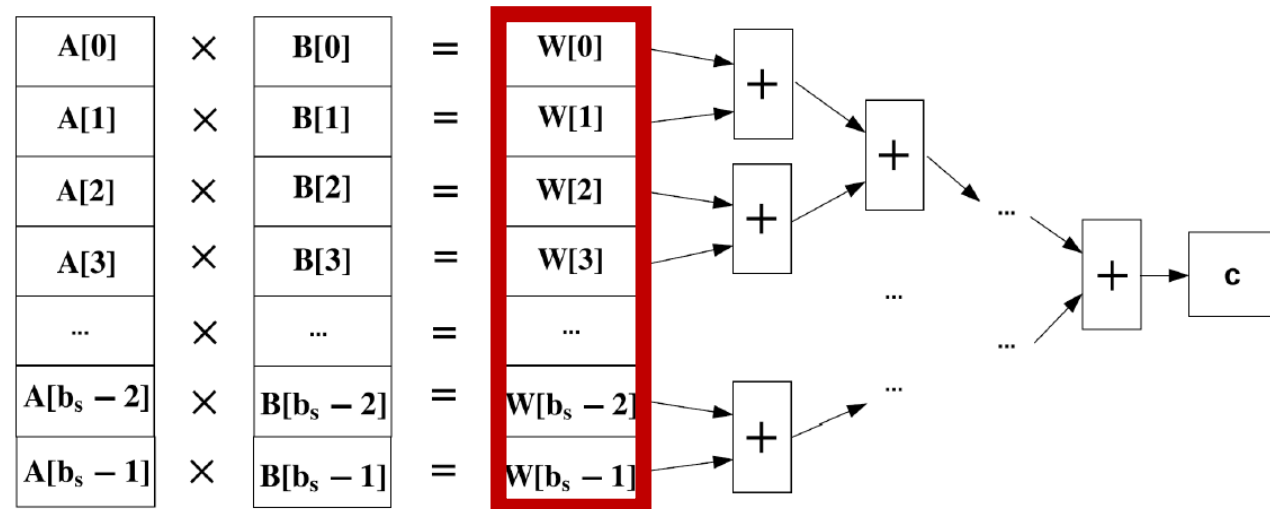 A[0] × B[0] = W[0]
A[1] × B[1] = W[1]
A[2] × B[2] = W[2]
A[3] × B[3] = W[3]
... × ... = ...
A[bₛ − 2] × B[bₛ − 2] = W[bₛ − 2]
A[bₛ − 1] × B[bₛ − 1] = W[bₛ − 1]
+
+
+
+
...
...
...
...
+
c